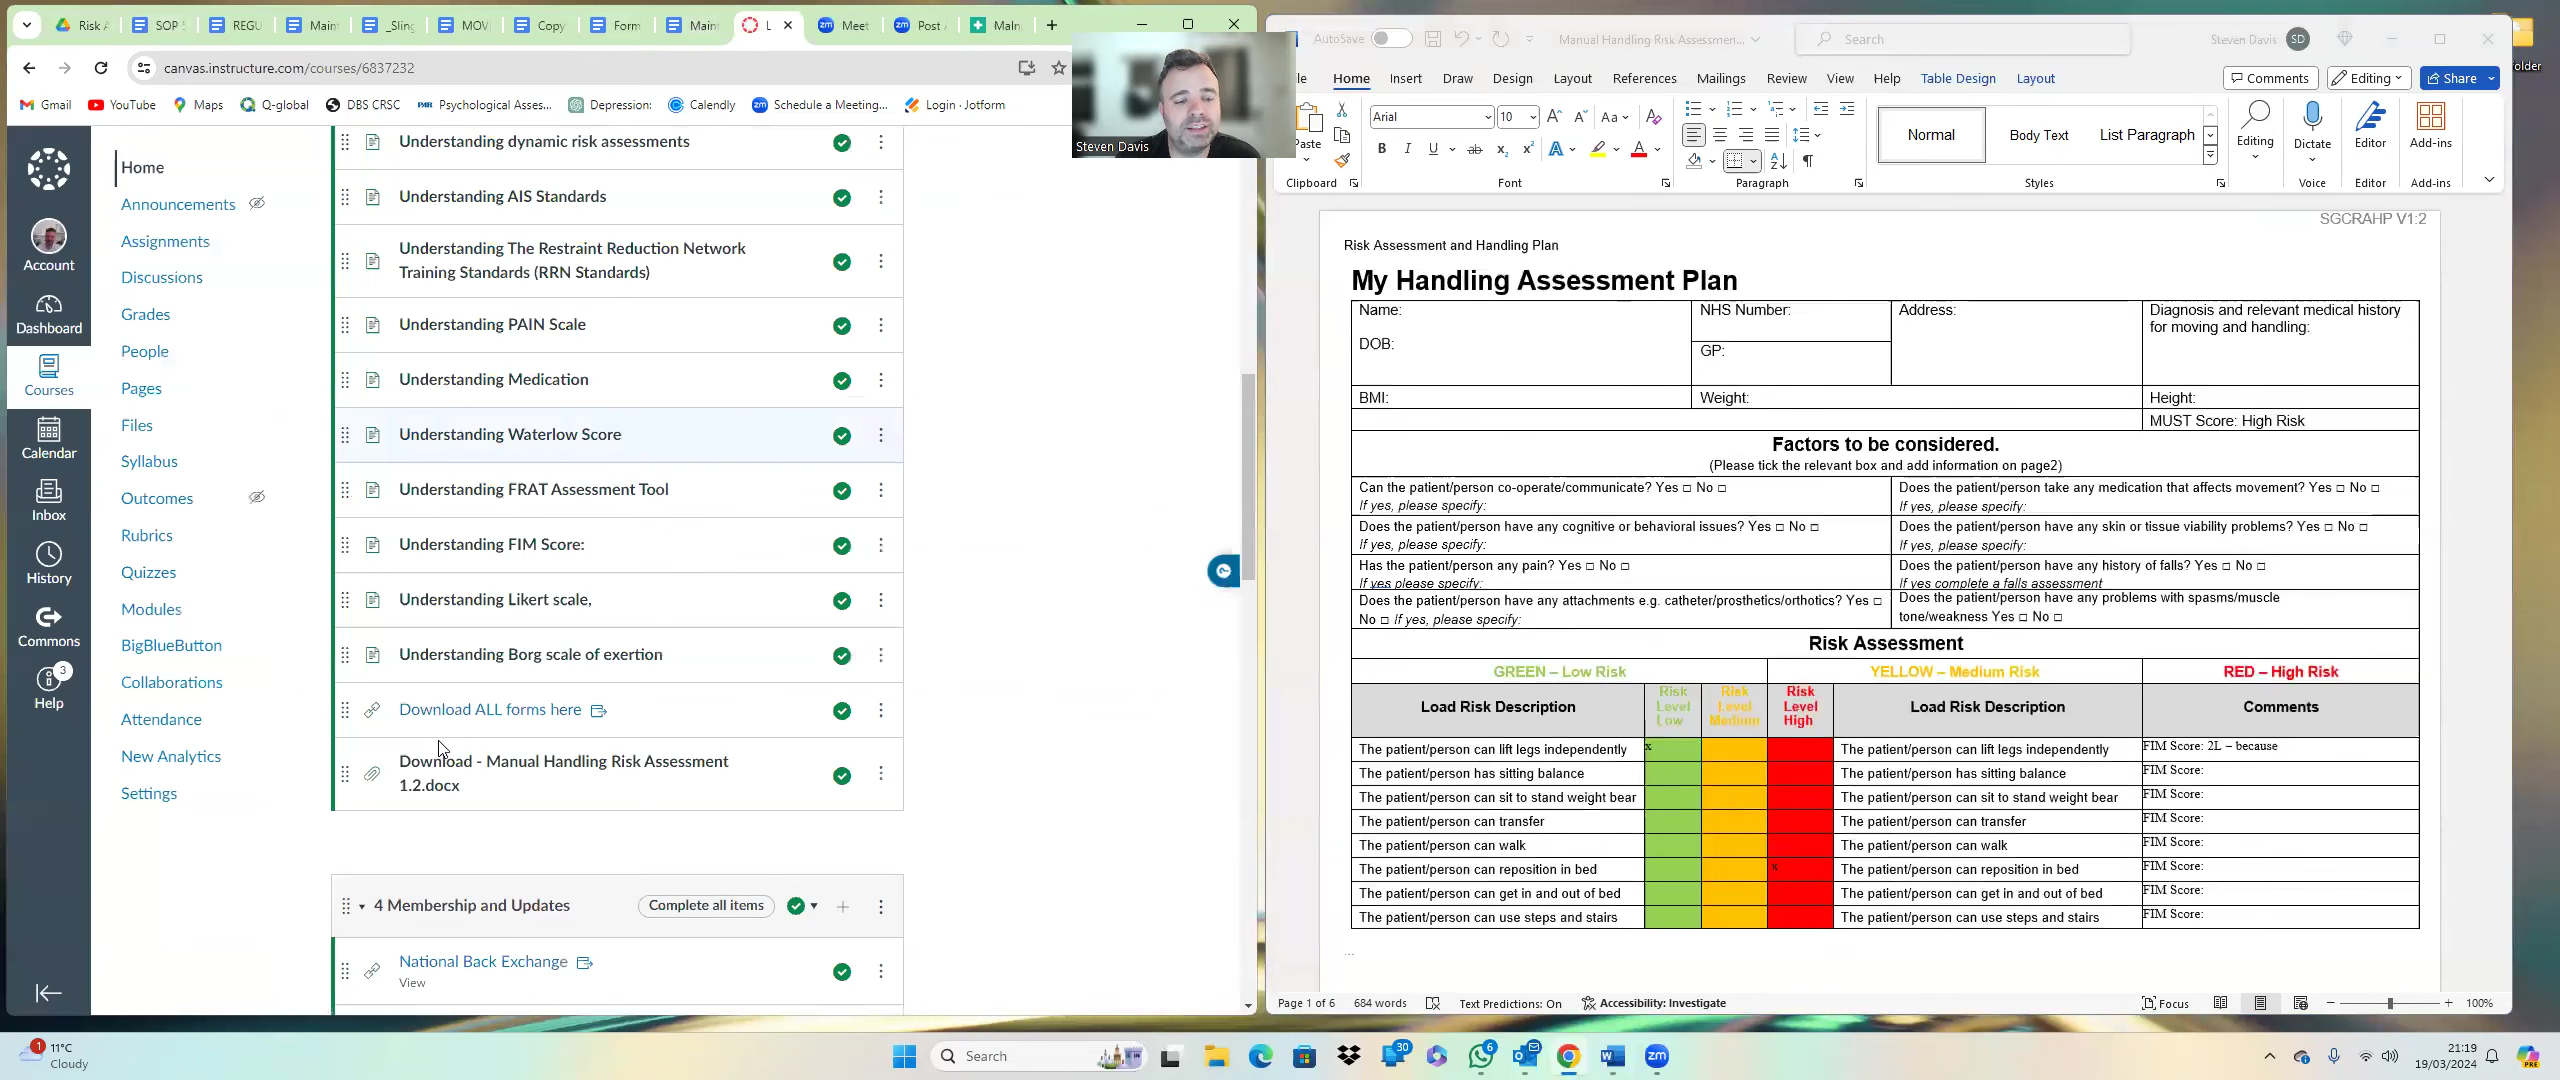 Risk A
SOP
REGU
Maint
_Sling
MOV
Copy
Form
Maint
L
Meet
Post
Maln
canvas.instructure.com/courses/6837232
Gmail
YouTube
Maps
Q-global
DBS CRSC
Psychological Asses...
Depression:
Calendly
Schedule a Meeting...
Login · Jotform
Steven Davis
Account
Dashboard
Courses
Calendar
Inbox
History
Commons
3
Help
Home
Announcements
Assignments
Discussions
Grades
People
Pages
Files
Syllabus
Outcomes
Rubrics
Quizzes
Modules
BigBlueButton
Collaborations
Attendance
New Analytics
Settings
Understanding dynamic risk assessments
Understanding AIS Standards
Understanding The Restraint Reduction Network
Training Standards (RRN Standards)
Understanding PAIN Scale
Understanding Medication
Understanding Waterlow Score
Understanding FRAT Assessment Tool
Understanding FIM Score:
Understanding Likert scale,
Understanding Borg scale of exertion
Download ALL forms here
Download - Manual Handling Risk Assessment
1.2.docx
4 Membership and Updates
Complete all items
National Back Exchange
View
AutoSave
Manual Handling Risk Assessmen...
Search
Steven Davis
SD
Home
Insert
Draw
Design
Layout
References
Mailings
Review
View
Help
Table Design
Layout
Comments
Editing
Share
Paste
Clipboard
Arial
10
Font
Paragraph
Normal
Body Text
List Paragraph
Styles
Editing
Dictate
Voice
Editor
Editor
Add-ins
Add-ins
older
SGCRAHP V1:2
Risk Assessment and Handling Plan
My Handling Assessment Plan
Name:
DOB:
NHS Number:
GP:
Address:
Diagnosis and relevant medical history
for moving and handling:
BMI:
Weight:
Height:
MUST Score: High Risk
Factors to be considered.
(Please tick the relevant box and add information on page2)
Can the patient/person co-operate/communicate? Yes □ No □
If yes, please specify:
Does the patient/person take any medication that affects movement? Yes □ No □
If yes, please specify:
Does the patient/person have any cognitive or behavioral issues? Yes □ No □
If yes, please specify:
Does the patient/person have any skin or tissue viability problems? Yes □ No □
If yes, please specify:
Has the patient/person any pain? Yes □ No □
If yes please specify:
Does the patient/person have any history of falls? Yes □ No □
If yes complete a falls assessment
Does the patient/person have any attachments e.g. catheter/prosthetics/orthotics? Yes □
No □ If yes, please specify:
Does the patient/person have any problems with spasms/muscle
tone/weakness Yes □ No □
Risk Assessment
GREEN – Low Risk
YELLOW – Medium Risk
RED – High Risk
Load Risk Description
Risk Level Low
Risk Level Medium
Risk Level High
Load Risk Description
Comments
The patient/person can lift legs independently
x
The patient/person can lift legs independently
FIM Score: 2L – because
The patient/person has sitting balance
The patient/person has sitting balance
FIM Score:
The patient/person can sit to stand weight bear
The patient/person can sit to stand weight bear
FIM Score:
The patient/person can transfer
The patient/person can transfer
FIM Score:
The patient/person can walk
The patient/person can walk
FIM Score:
The patient/person can reposition in bed
x
The patient/person can reposition in bed
FIM Score:
The patient/person can get in and out of bed
The patient/person can get in and out of bed
FIM Score:
The patient/person can use steps and stairs
The patient/person can use steps and stairs
FIM Score:
Page 1 of 6
684 words
Text Predictions: On
Accessibility: Investigate
Focus
100%
1
11°C
Cloudy
Search
30
6
21:19
19/03/2024